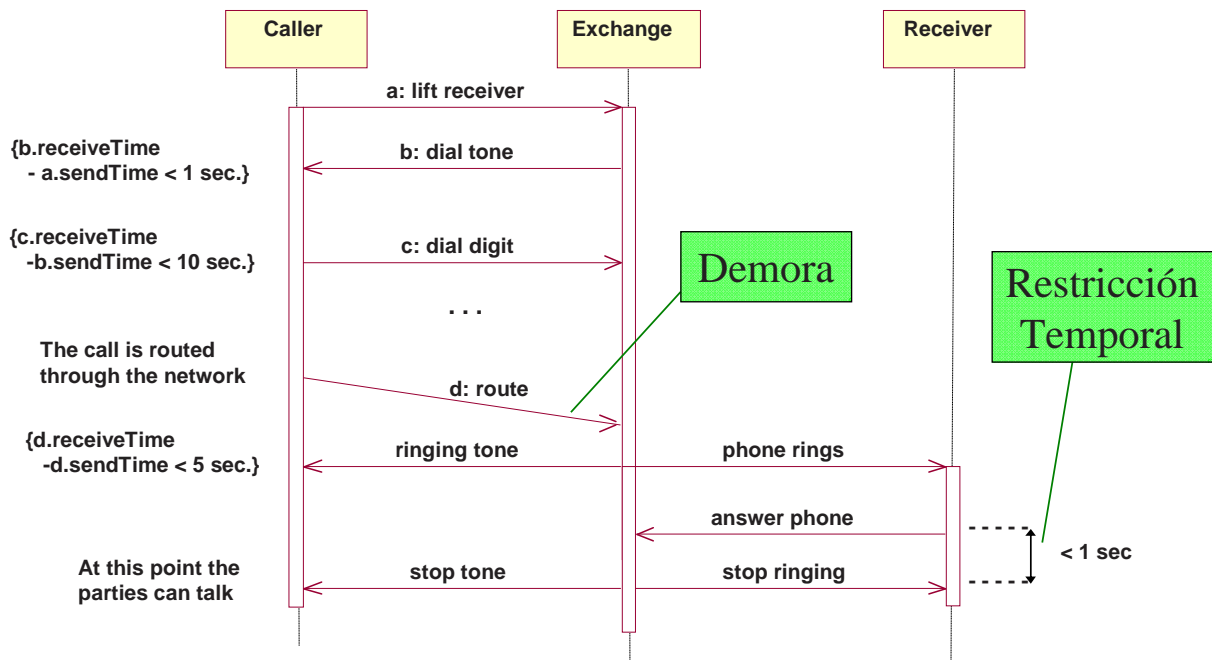 Caller
Exchange
Receiver
a: lift receiver
{b.receiveTime
- a.sendTime < 1 sec.}
b: dial tone
{c.receiveTime
-b.sendTime < 10 sec.}
c: dial digit
Demora
Restricción
Temporal
. . .
The call is routed
through the network
d: route
{d.receiveTime
-d.sendTime < 5 sec.}
ringing tone
phone rings
answer phone
< 1 sec
At this point the
parties can talk
stop tone
stop ringing